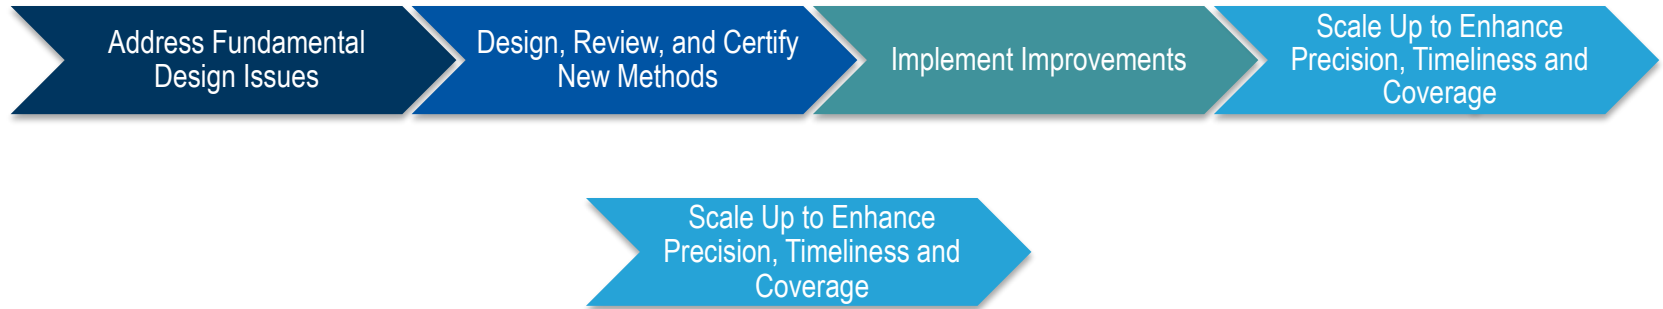 Address Fundamental
Design Issues
Design, Review, and Certify
New Methods
Implement Improvements
Scale Up to Enhance
Precision, Timeliness and
Coverage
Scale Up to Enhance
Precision, Timeliness and
Coverage